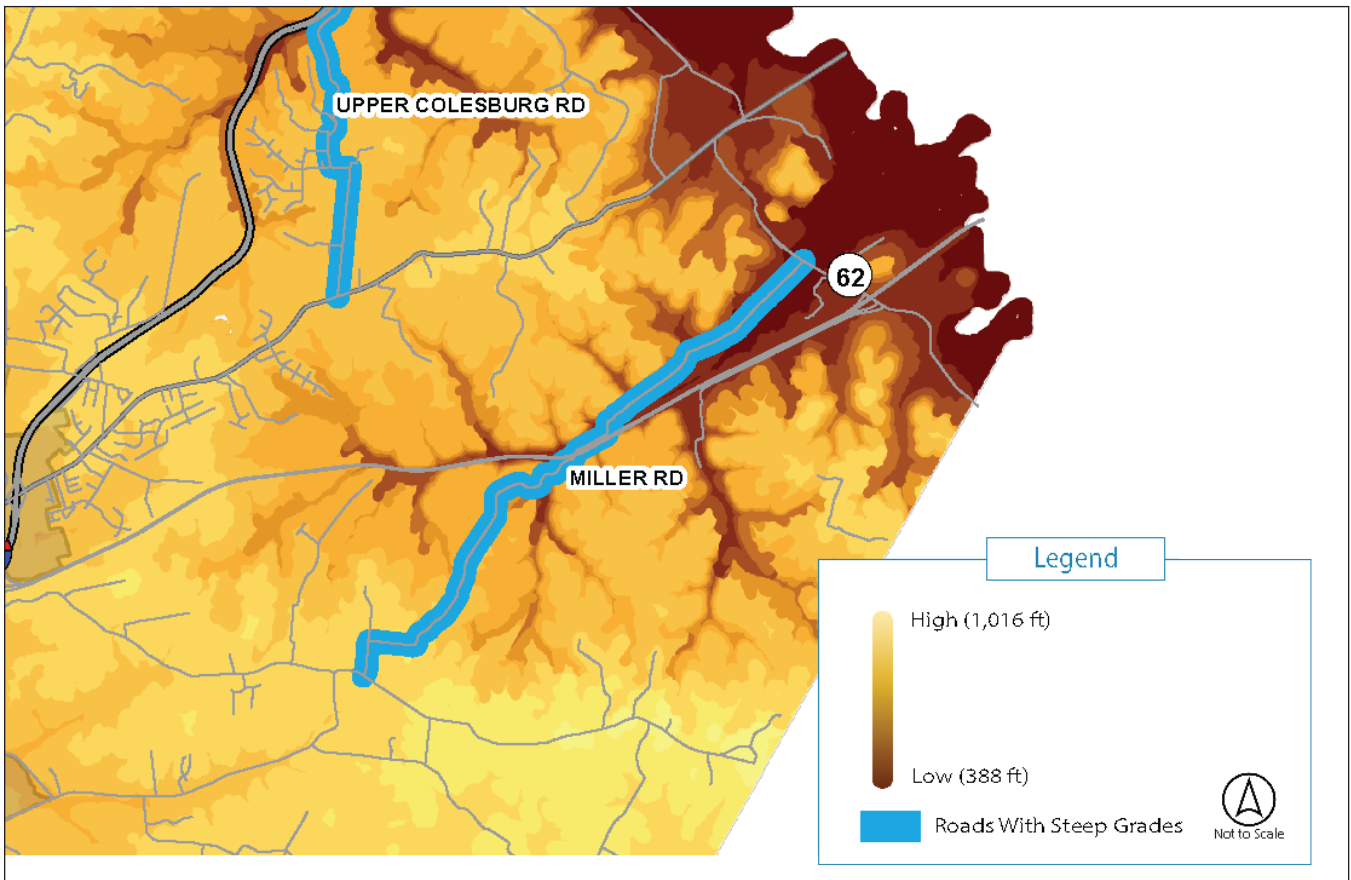 UPPER COLESBURG RD
62
MILLER RD
Legend
High (1,016 ft)
Low (388 ft)
Roads With Steep Grades
Not to Scale